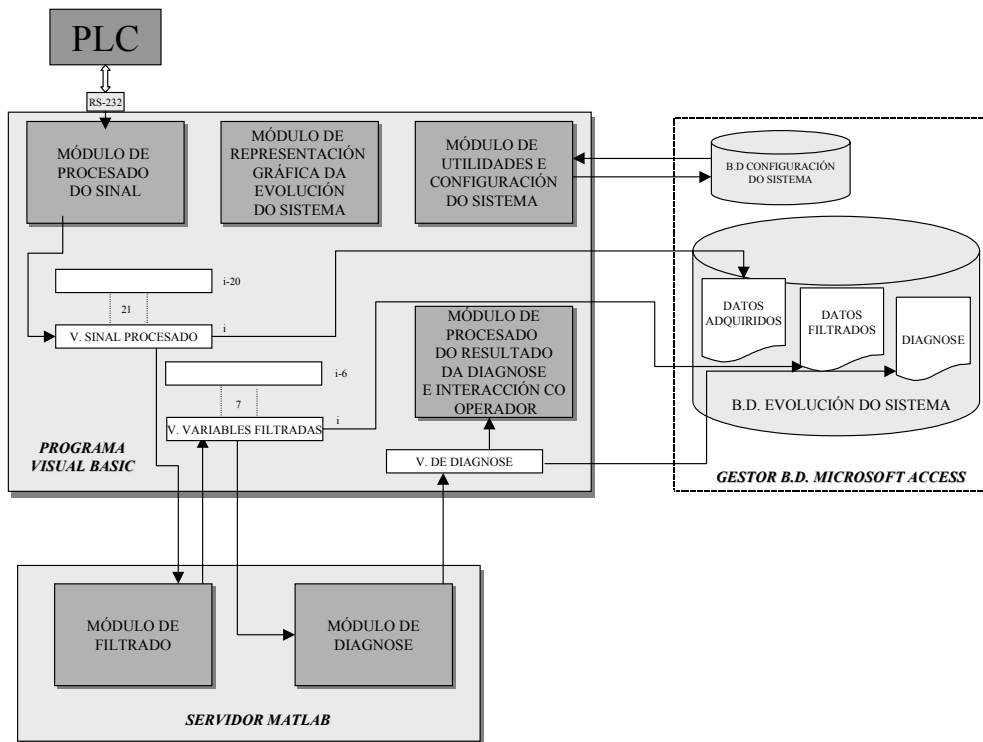 PLC
RS-232
MÓDULO DE
PROCESADO
DO SINAL
MÓDULO DE
REPRESENTACIÓN
GRÁFICA DA
EVOLUCIÓN
DO SISTEMA
MÓDULO DE
UTILIDADES E
CONFIGURACIÓN
DO SISTEMA
B.D CONFIGURACIÓN
DO SISTEMA
i-20
21
V. SINAL PROCESADO
i
i-6
7
V. VARIABLES FILTRADAS
i
MÓDULO DE
PROCESADO
DO RESULTADO
DA DIAGNOSE
E INTERACCIÓN CO
OPERADOR
V. DE DIAGNOSE
PROGRAMA
VISUAL BASIC
DATOS
ADQUIRIDOS
DATOS
FILTRADOS
DIAGNOSE
B.D. EVOLUCIÓN DO SISTEMA
GESTOR B.D. MICROSOFT ACCESS
MÓDULO DE
FILTRADO
MÓDULO DE
DIAGNOSE
SERVIDOR MATLAB